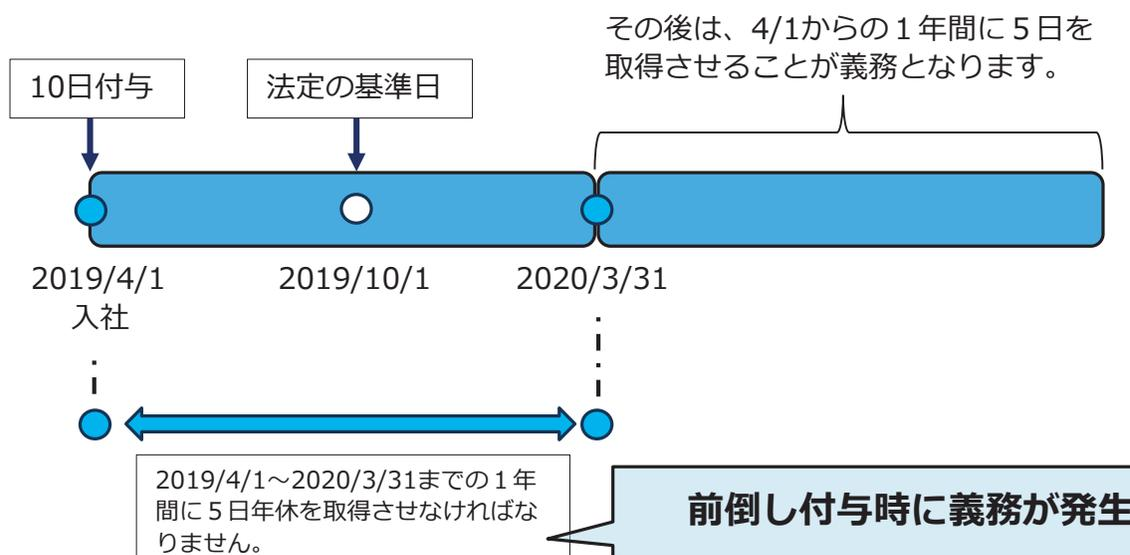 その後は、4/1からの１年間に５日を
取得させることが義務となります。
10日付与
法定の基準日
2019/4/1
入社
2019/10/1
2020/3/31
2019/4/1～2020/3/31までの１年
間に５日年休を取得させなければな
りません。
前倒し付与時に義務が発生